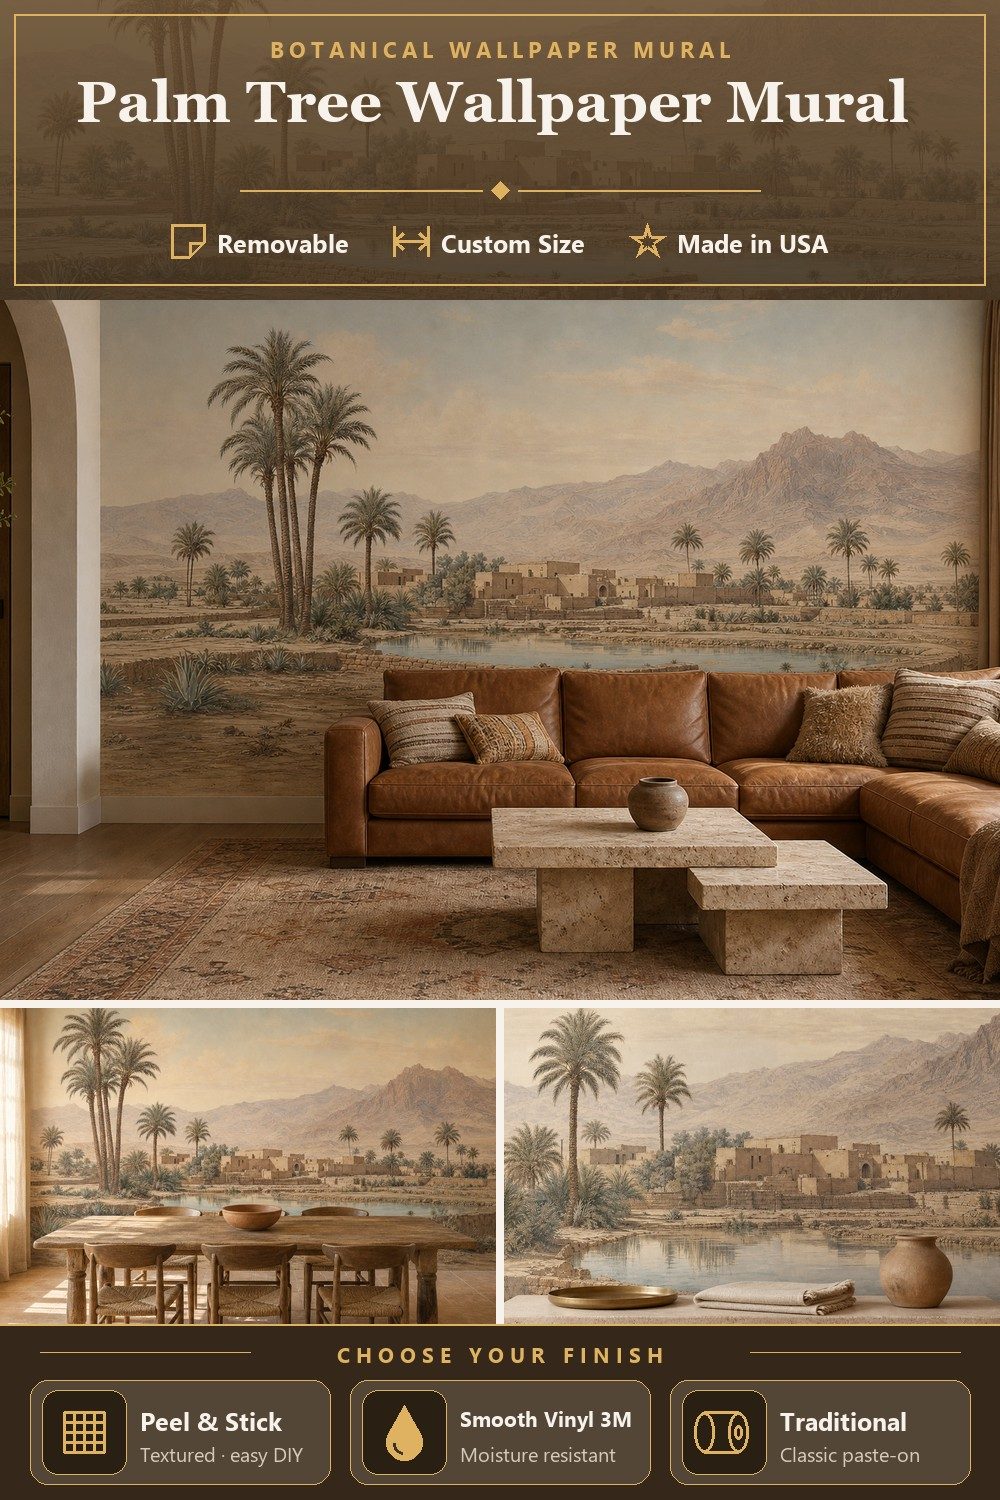 BOTANICAL WALLPAPER MURAL
Palm Tree Wallpaper Mural
Removable
Custom Size
Made in USA
CHOOSE YOUR FINISH
Peel & Stick
Textured · easy DIY
Smooth Vinyl 3M
Moisture resistant
Traditional
Classic paste-on